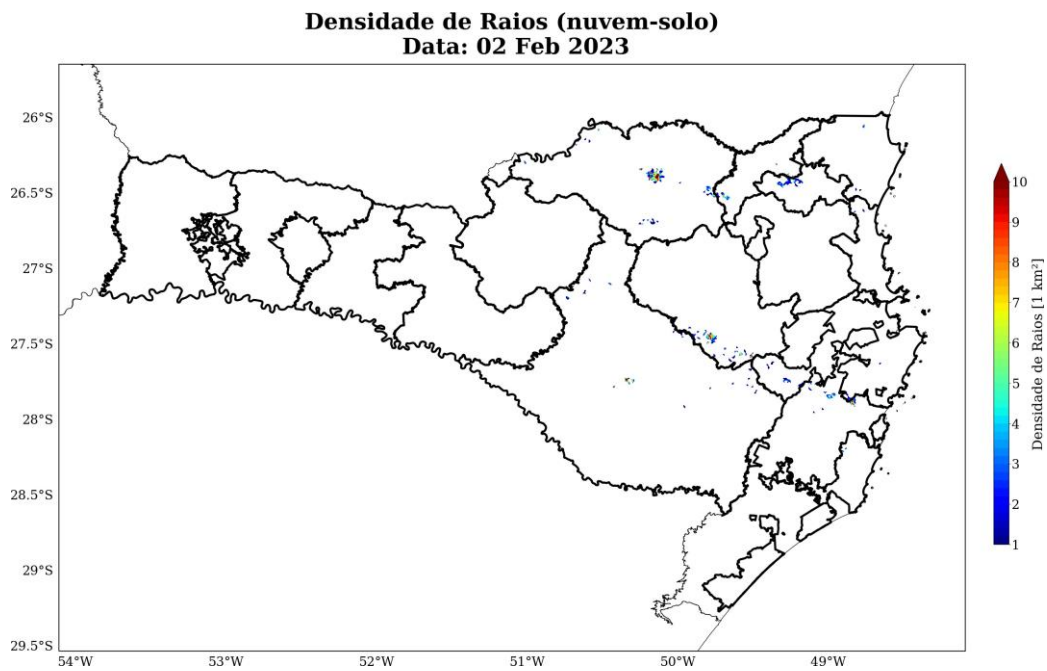 Densidade de Raios (nuvem-solo)
Data: 02 Feb 2023
26°S
26.5°S
27°S
27.5°S
28°S
28.5°S
29°S
29.5°S
54°W
53°W
52°W
51°W
50°W
49°W
10
9
8
7
6
5
4
3
2
1
Densidade de Raios [1 km²]